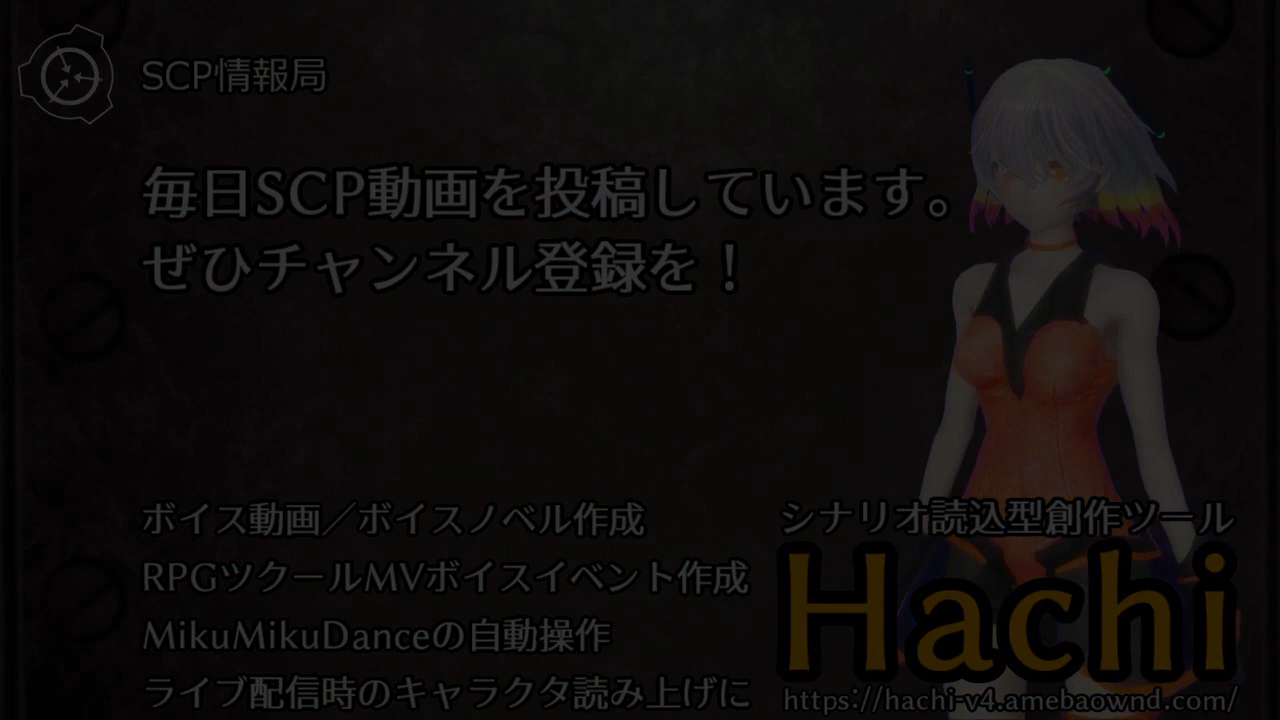 SCP情報局
毎日SCP動画を投稿しています。
ぜひチャンネル登録を！
ボイス動画／ボイスノベル作成
RPGツクールMVボイスイベント作成
MikuMikuDanceの自動操作
ライブ配信時のキャラクタ読み上げに
シナリオ読込型創作ツール
Hachi
https://hachi-v4.amebaownd.com/